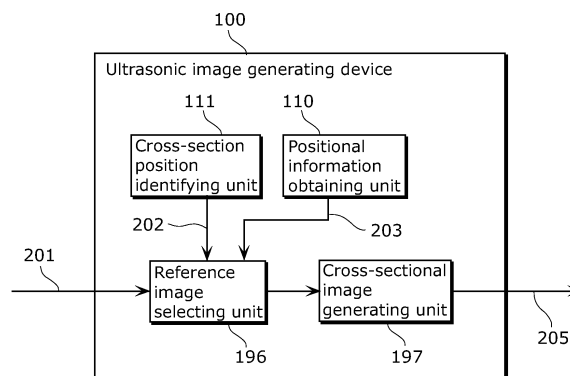 100
Ultrasonic image generating device
111
110
Cross-section
position
identifying unit
Positional
information
obtaining unit
202
203
201
Reference
image
selecting unit
Cross-sectional
image
generating unit
205
196
197